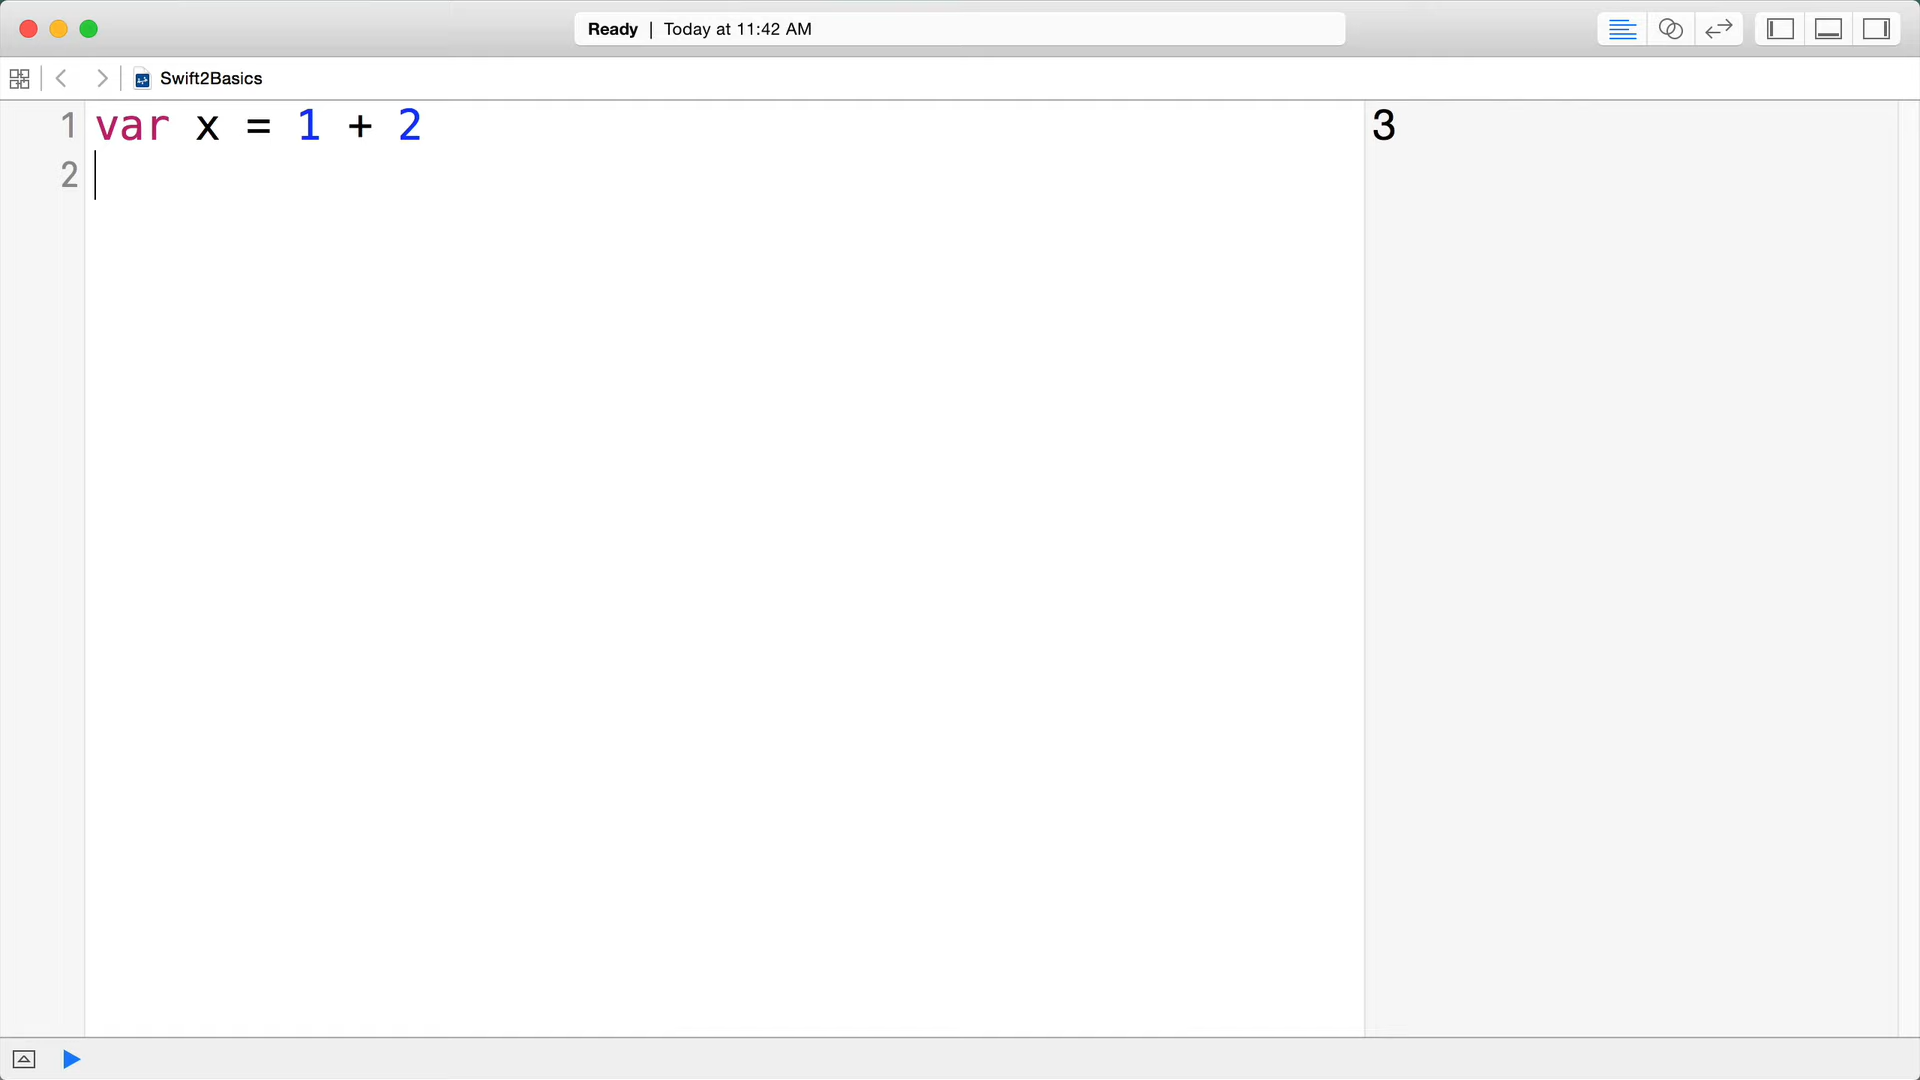 Ready | Today at 11:42 AM
Swift2Basics
1 var x = 1 + 2 3
2